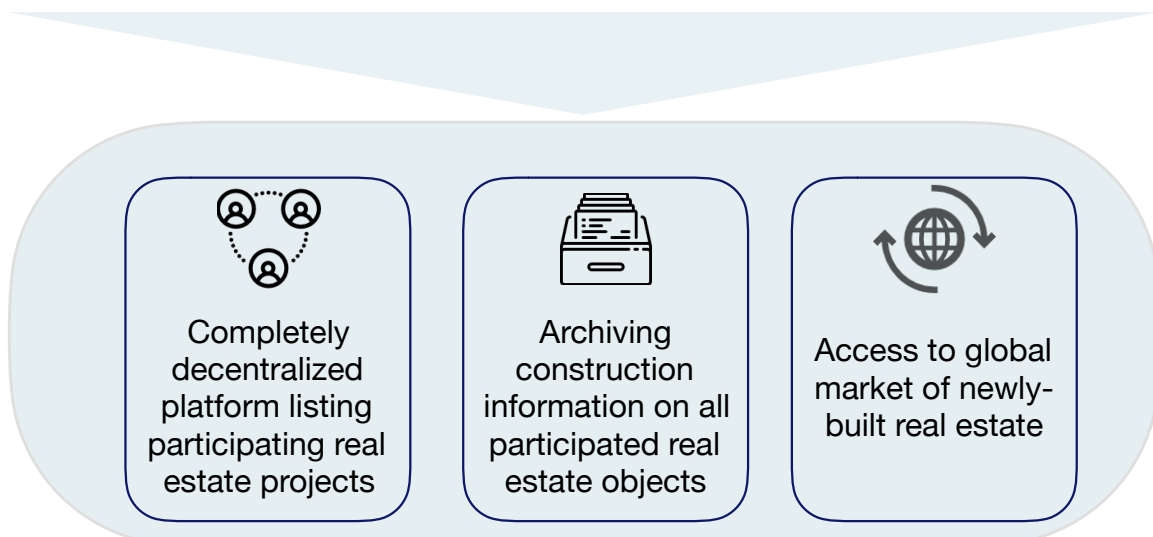 Completely
decentralized
platform listing
participating real
estate projects
Archiving
construction
information on all
participated real
estate objects
Access to global
market of newly-
built real estate